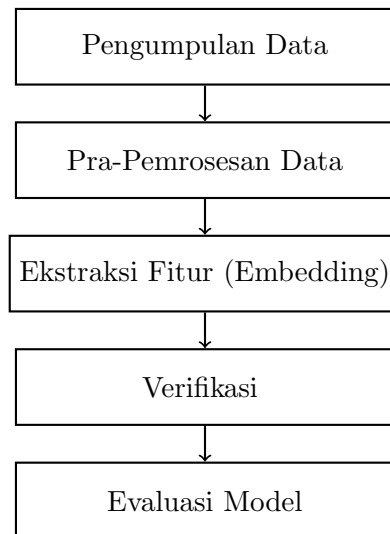 Pengumpulan Data
Pra-Pemrosesan Data
Ekstraksi Fitur (Embedding)
Verifikasi
Evaluasi Model